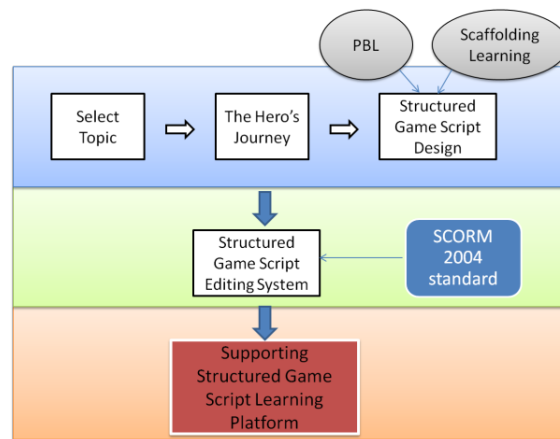 PBL
Scaffolding
Learning
Select
Topic
The Hero's
Journey
Structured
Game Script
Design
Structured
Game Script
Editing System
SCORM
2004
standard
Supporting
Structured Game
Script Learning
Platform